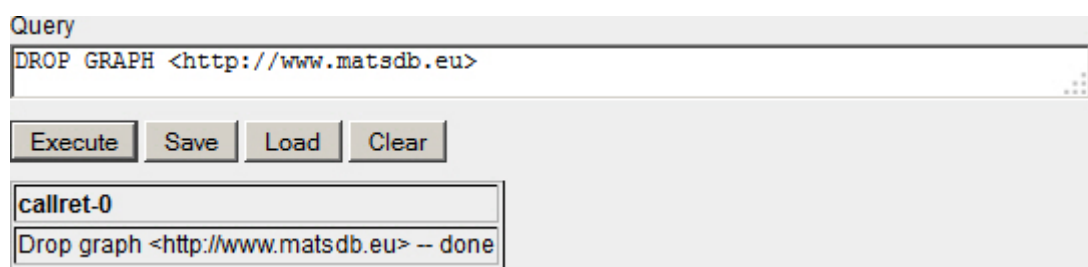 Query
DROP GRAPH <http://www.matsdb.eu>
Execute Save Load Clear
callret-0
Drop graph <http://www.matsdb.eu> -- done